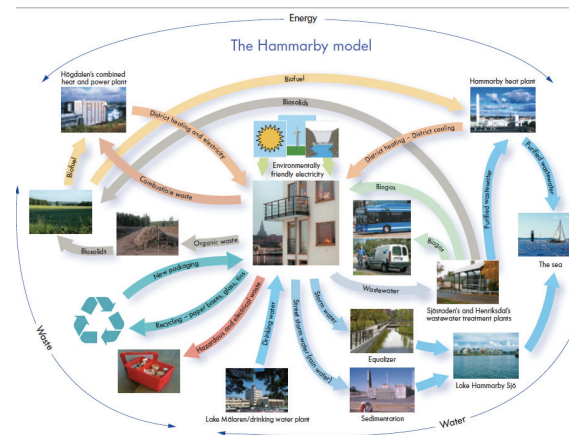 Energy
The Hammarby model
Högdalen's combined
heat and power plant
Biofuel
Biosolids
Hammarby heat plant
District heating and electricity
District heating – District cooling
Environmentally
friendly electricity
Combustible waste
Biofuel
Biogas
Purified wastewater
Purified wastewater
Biosolids
Organic waste
Biogas
Wastewater
The sea
Sjöstaden's and Henriksdal's
wastewater treatment plants
New packaging
Recycling – paper boxes, glass, tins
Hazardous and electrical waste
Drinking water
Storm water
Street storm water (rain water)
Equalizer
Lake Hammarby Sjö
Sedimentation
Lake Mälaren/drinking water plant
Waste
Water